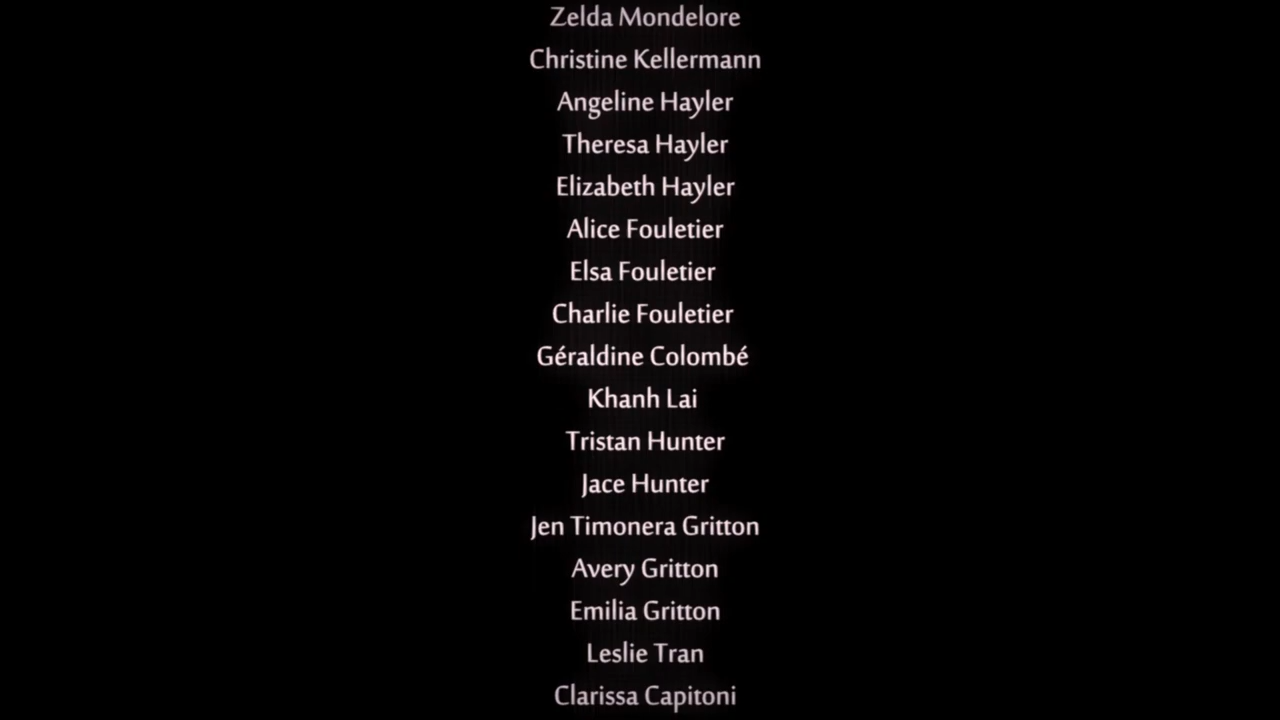 Zelda Mondelore
Christine Kellermann
Angeline Hayler
Theresa Hayler
Elizabeth Hayler
Alice Fouletier
Elsa Fouletier
Charlie Fouletier
Géraldine Colombé
Khanh Lai
Tristan Hunter
Jace Hunter
Jen Timonera Gritton
Avery Gritton
Emilia Gritton
Leslie Tran
Clarissa Capitoni